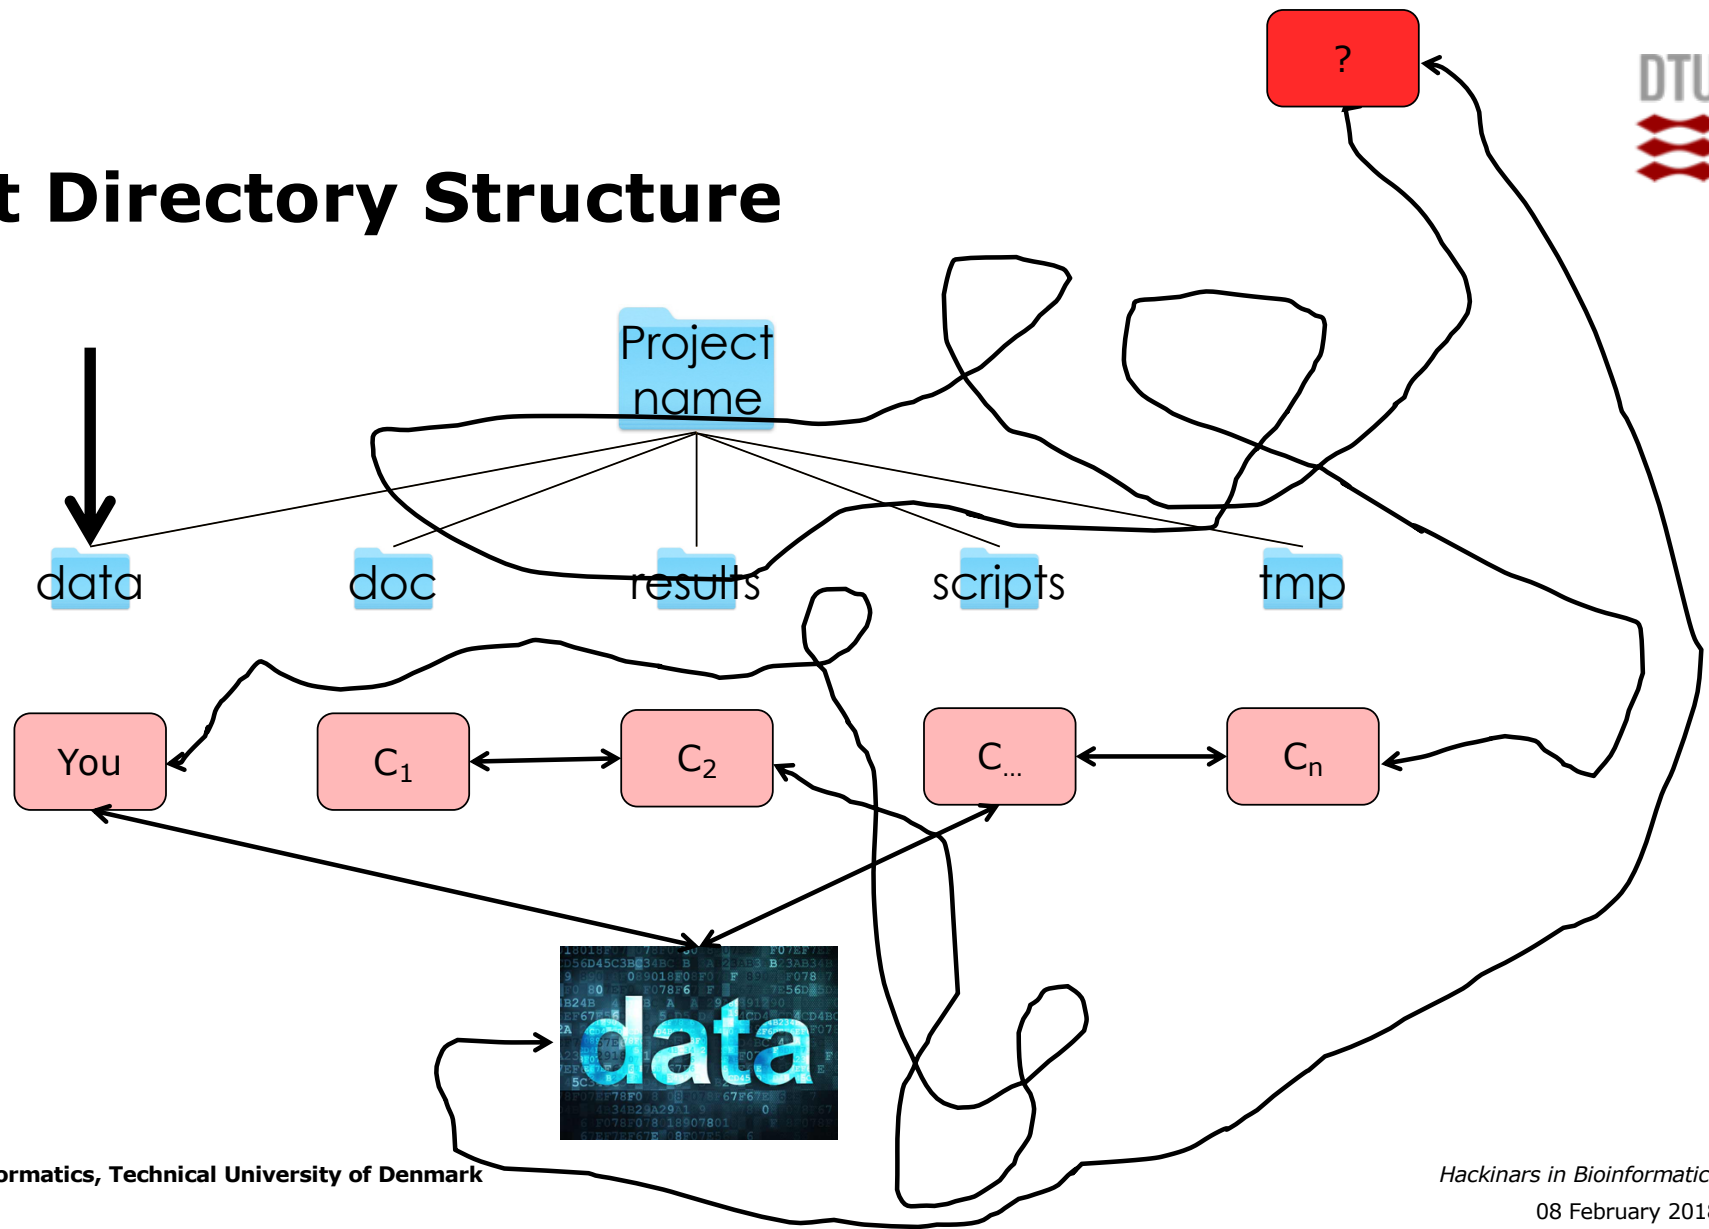 ?
DTU
t Directory Structure
Project
name
data
doc
results
scripts
tmp
You
C1
C2
C...
Cn
data
ormatics, Technical University of Denmark
Hackinars in Bioinformatic
08 February 2018